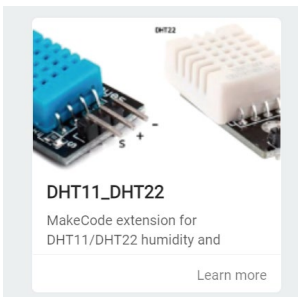 DHT22
S + -
DHT11_DHT22
MakeCode extension for
DHT11/DHT22 humidity and
Learn more